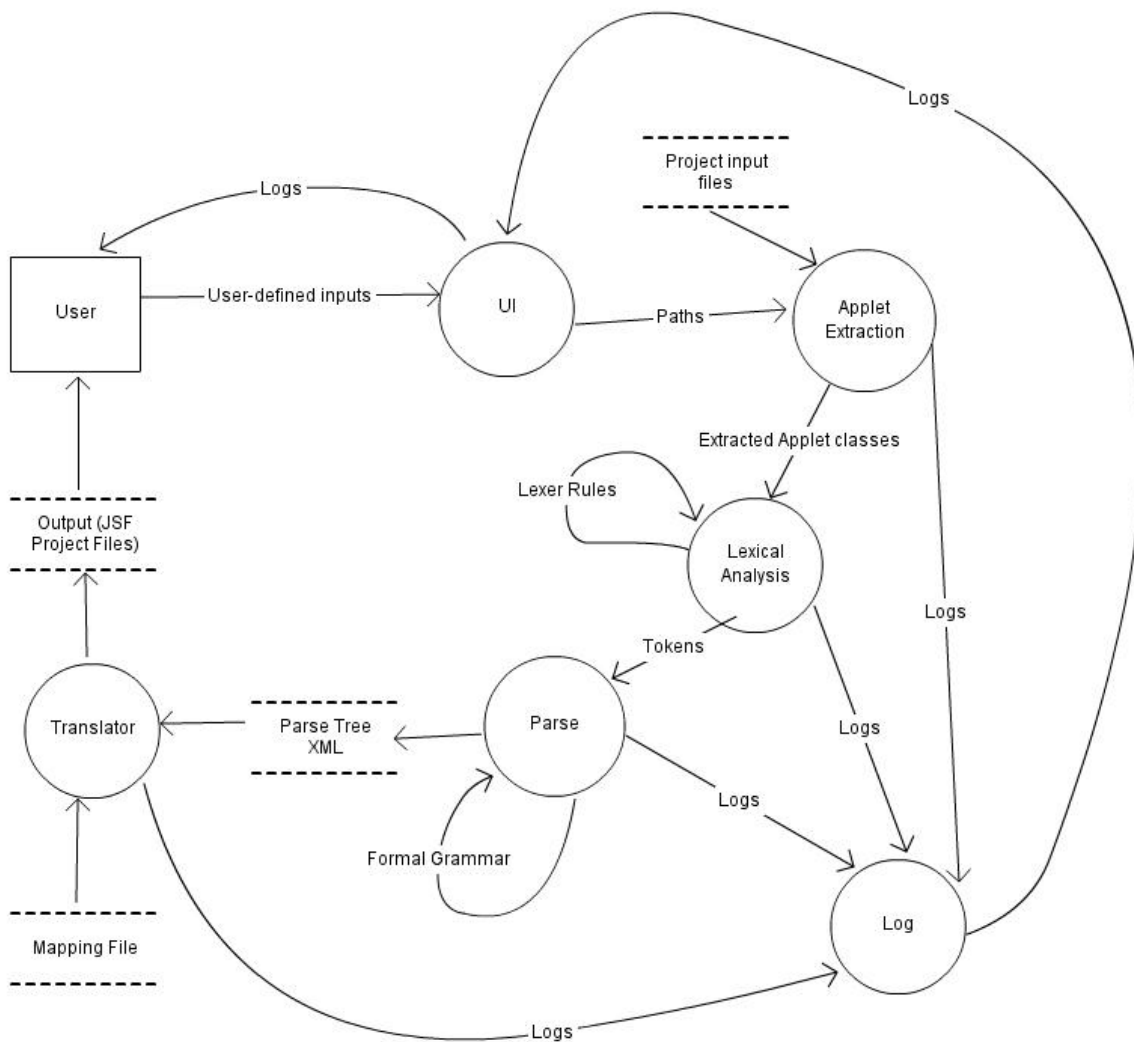 Logs
Project input
files
Logs
User
User-defined inputs
UI
Paths
Applet
Extraction
Extracted Applet classes
Lexer Rules
Lexical
Analysis
Output (JSF
Project Files)
Logs
Tokens
Translator
Parse Tree
XML
Parse
Logs
Logs
Formal Grammar
Mapping File
Log
Logs